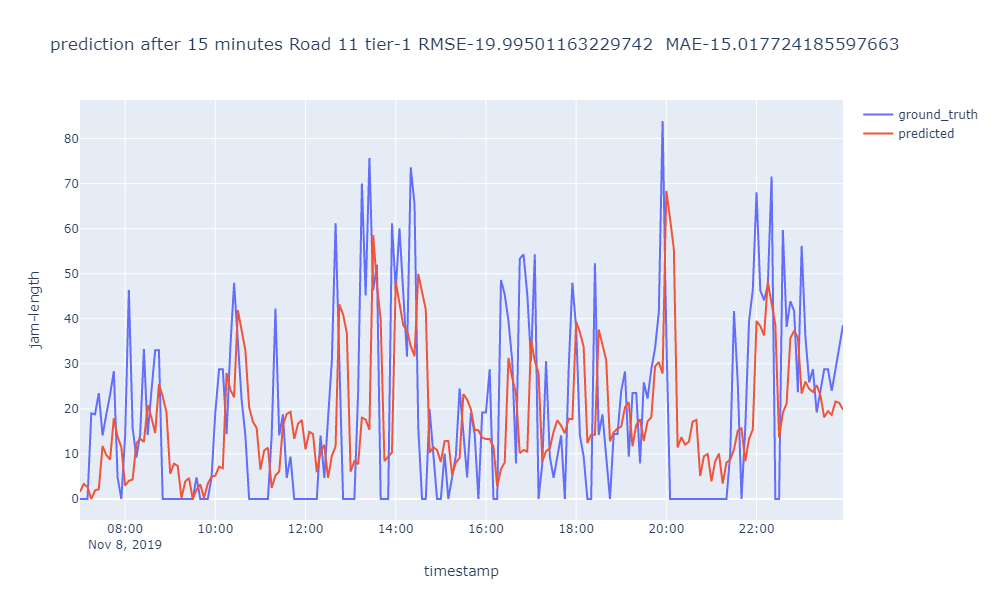 prediction after 15 minutes Road 11 tier-1 RMSE-19.99501163229742  MAE-15.017724185597663
ground_truth
predicted
jam-length
80
70
60
50
40
30
20
10
0
08:00 10:00 12:00 14:00 16:00 18:00 20:00 22:00
Nov 8, 2019
timestamp